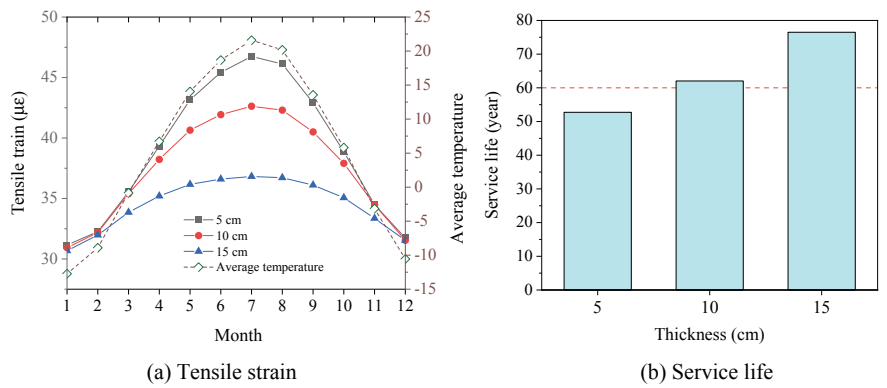 50
45
40
35
30
Tensile train (με)
25
20
15
10
5
0
-5
-10
-15
Average temperature
5 cm
10 cm
15 cm
Average temperature
1 2 3 4 5 6 7 8 9 10 11 12
Month
(a) Tensile strain
80
70
60
50
40
30
20
10
0
Service life (year)
5 10 15
Thickness (cm)
(b) Service life